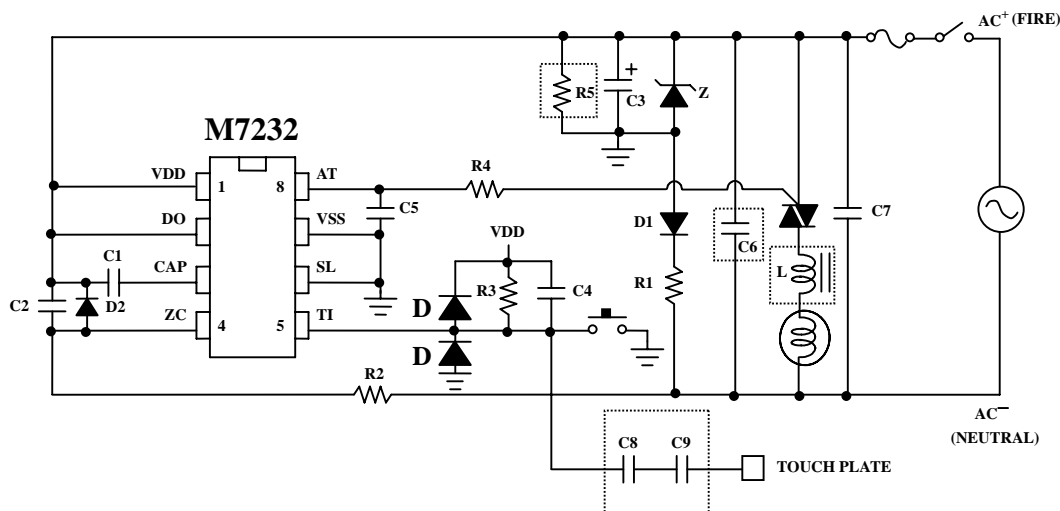 AC+ (FIRE)
R5
+
C3
Z
M7232
VDD
1
8
AT
R4
DO
VSS
C5
VDD
D1
C6
C7
C1
CAP
SL
R3
C4
R1
L
C2
D2
D
ZC
4
5
TI
D
R2
AC— (NEUTRAL)
C8
C9
TOUCH PLATE